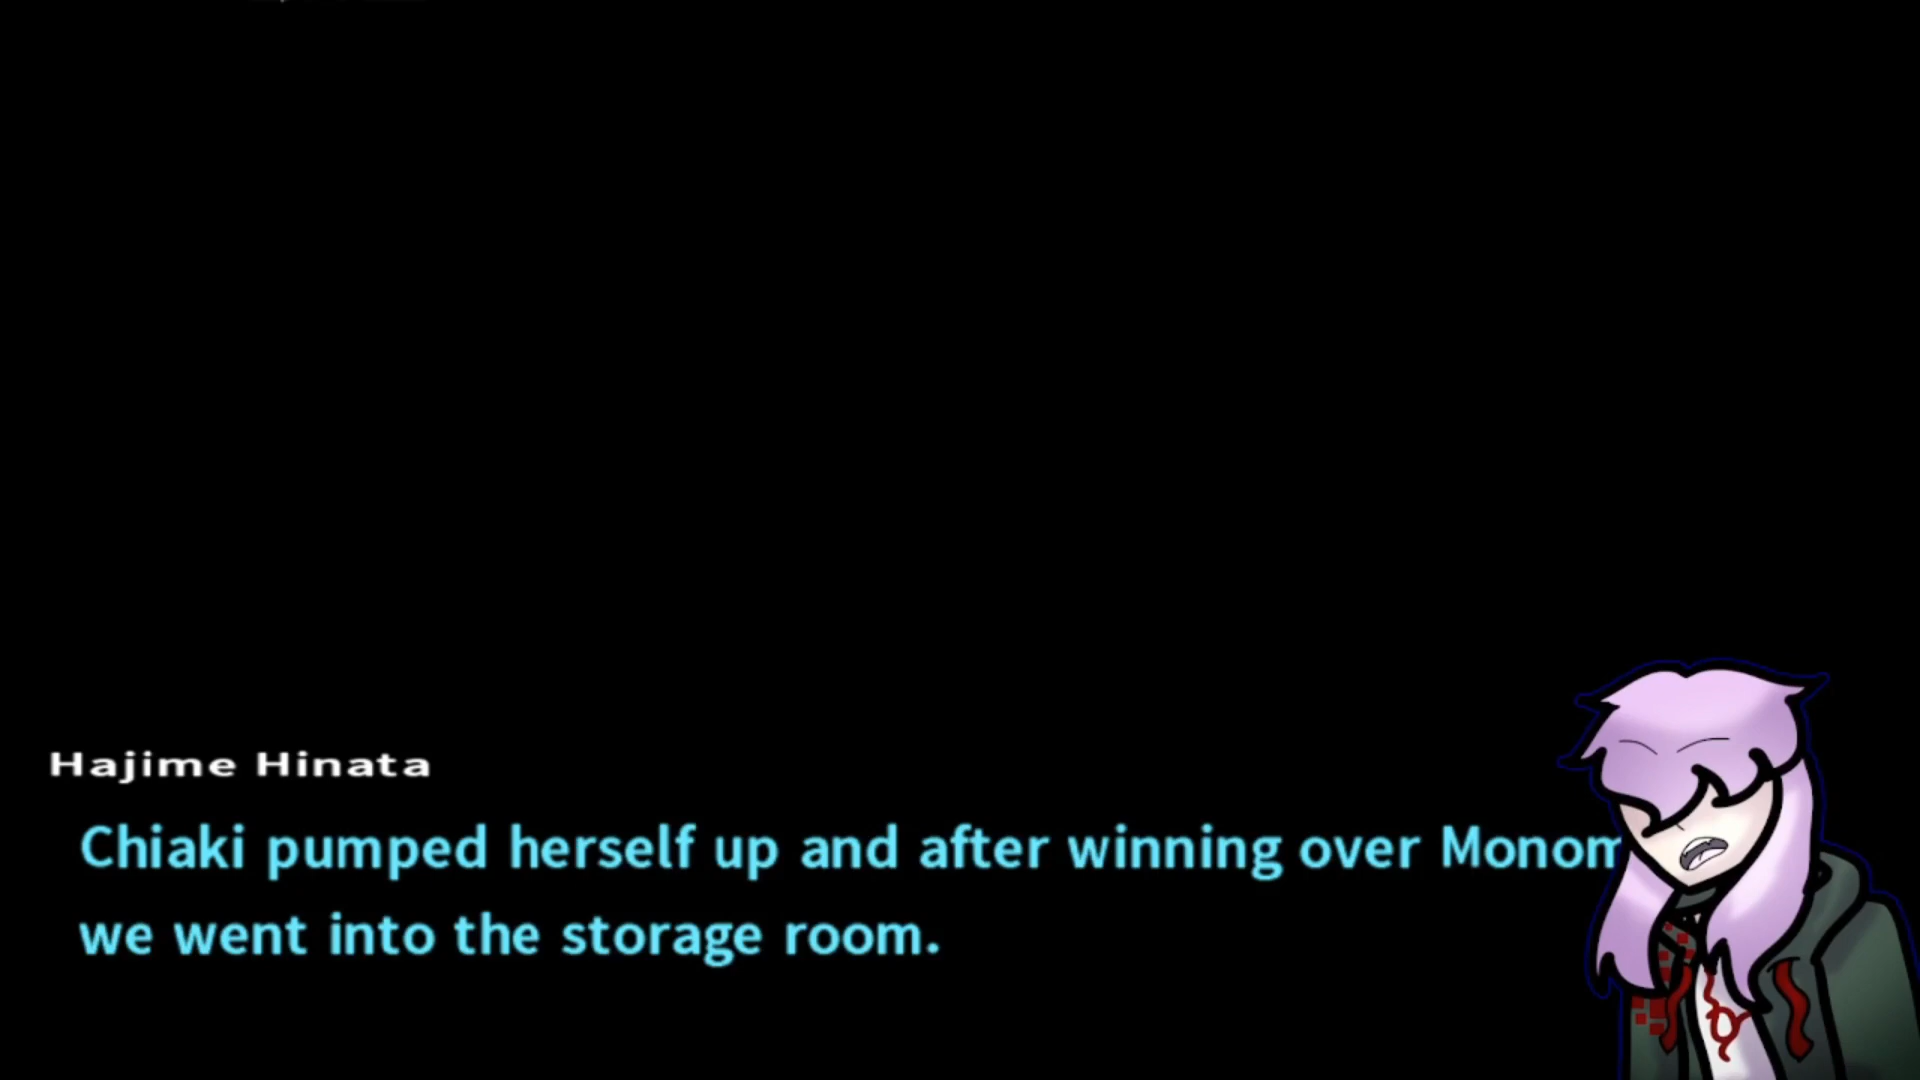 Hajime Hinata
Chiaki pumped herself up and after winning over Monom
we went into the storage room.